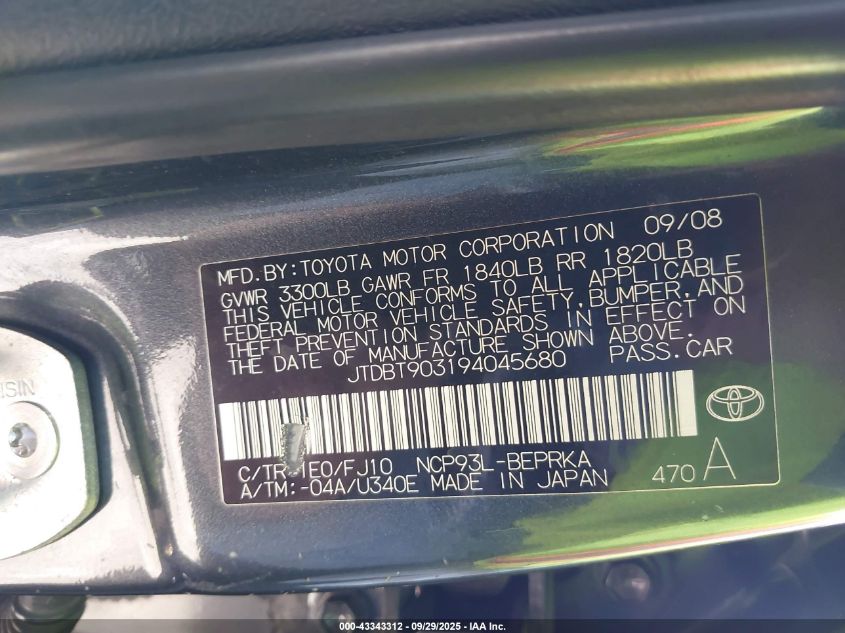 MFD.BY:TOYOTA MOTOR CORPORATION 09/08
GVWR 3300LB GAWR FR 1840LB RR 1820LB
THIS VEHICLE CONFORMS TO ALL APPLICABLE
FEDERAL MOTOR VEHICLE SAFETY,BUMPER,AND
THEFT PREVENTION STANDARDS IN EFFECT ON
THE DATE OF MANUFACTURE SHOWN ABOVE.
JTDBT903194045680 PASS.CAR
C/TR: 1E0/FJ10 NCP93L-BEPRKA
A/TM:-04A/U340E MADE IN JAPAN
470 A
000-43343312 - 09/29/2025 - IAA Inc.